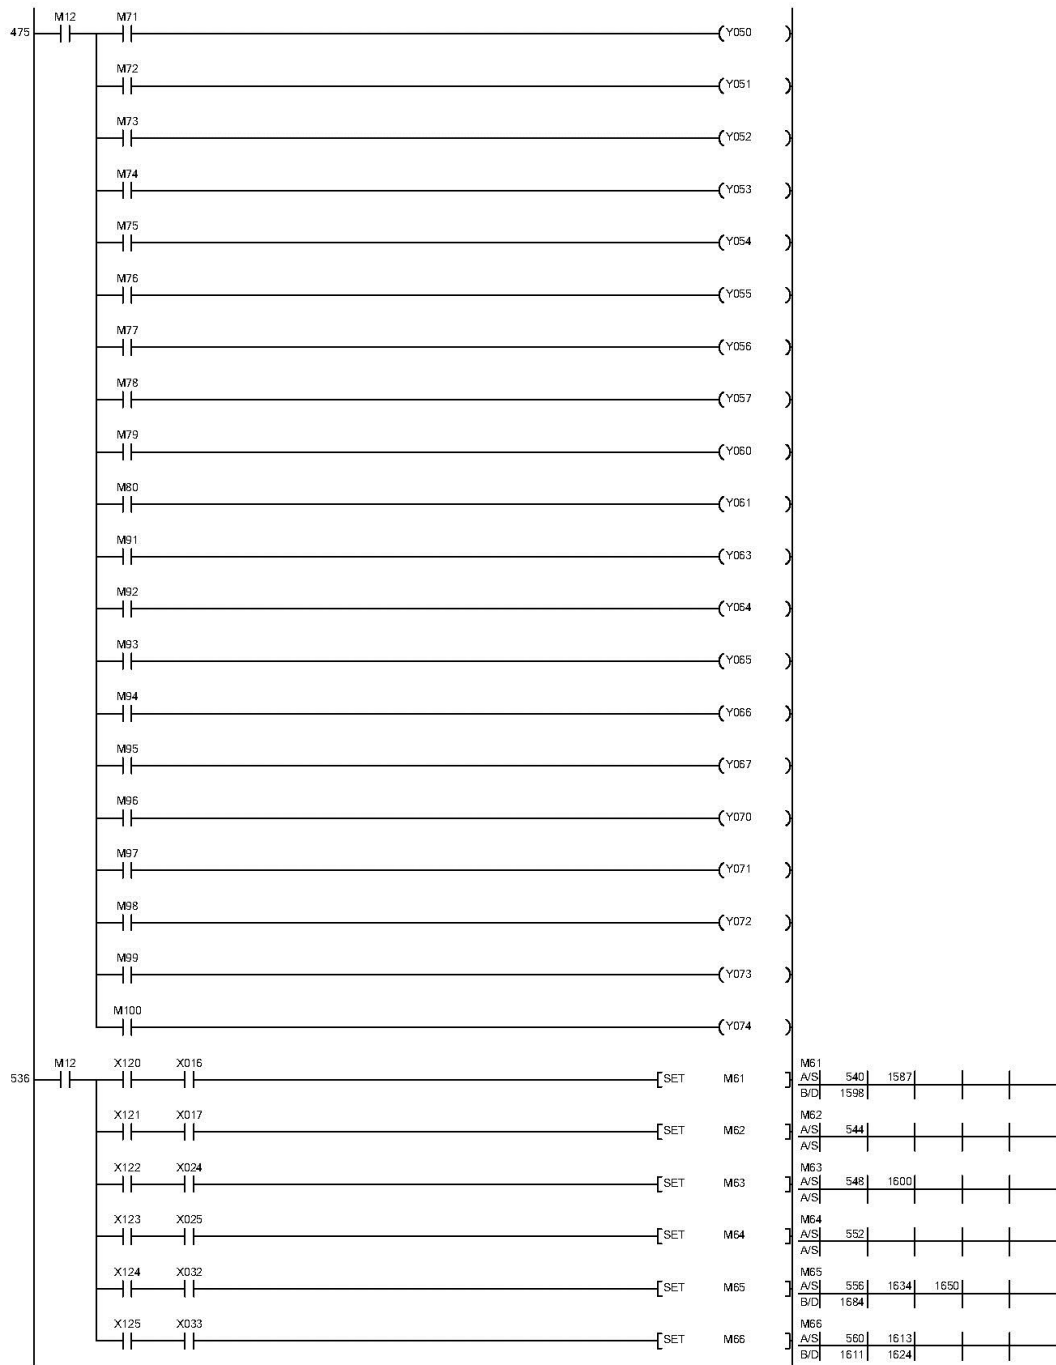 M12 M71
475 Y050
M72
Y051
M73
Y052
M74
Y053
M75
Y054
M76
Y055
M77
Y056
M78
Y057
M79
Y060
M80
Y061
M91
Y063
M92
Y064
M93
Y065
M94
Y066
M95
Y067
M96
Y070
M97
Y071
M98
Y072
M99
Y073
M100
Y074
M12 X120 X016 M61
536 SET M61 A/S 540 1587
B/D 1598
X121 X017 M62
SET M62 A/S 544
A/S
X122 X024 M63
SET M63 A/S 548 1600
A/S
X123 X025 M64
SET M64 A/S 552
A/S
X124 X032 M65
SET M65 A/S 556 1634 1650
B/D 1684
X125 X033 M66
SET M66 A/S 560 1613
B/D 1611 1624